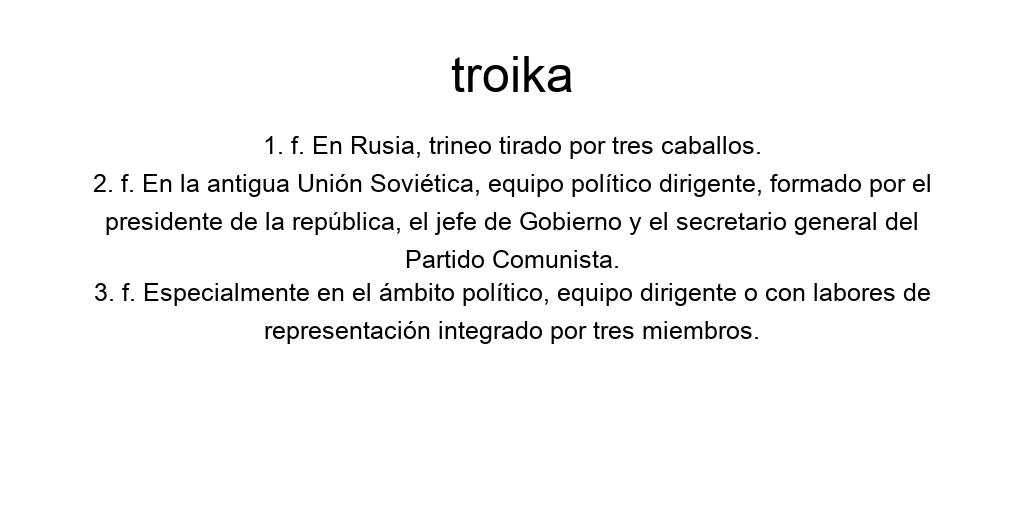 troika
1. f. En Rusia, trineo tirado por tres caballos.
2. f. En la antigua Unión Soviética, equipo político dirigente, formado por el
presidente de la república, el jefe de Gobierno y el secretario general del
Partido Comunista.
3. f. Especialmente en el ámbito político, equipo dirigente o con labores de
representación integrado por tres miembros.